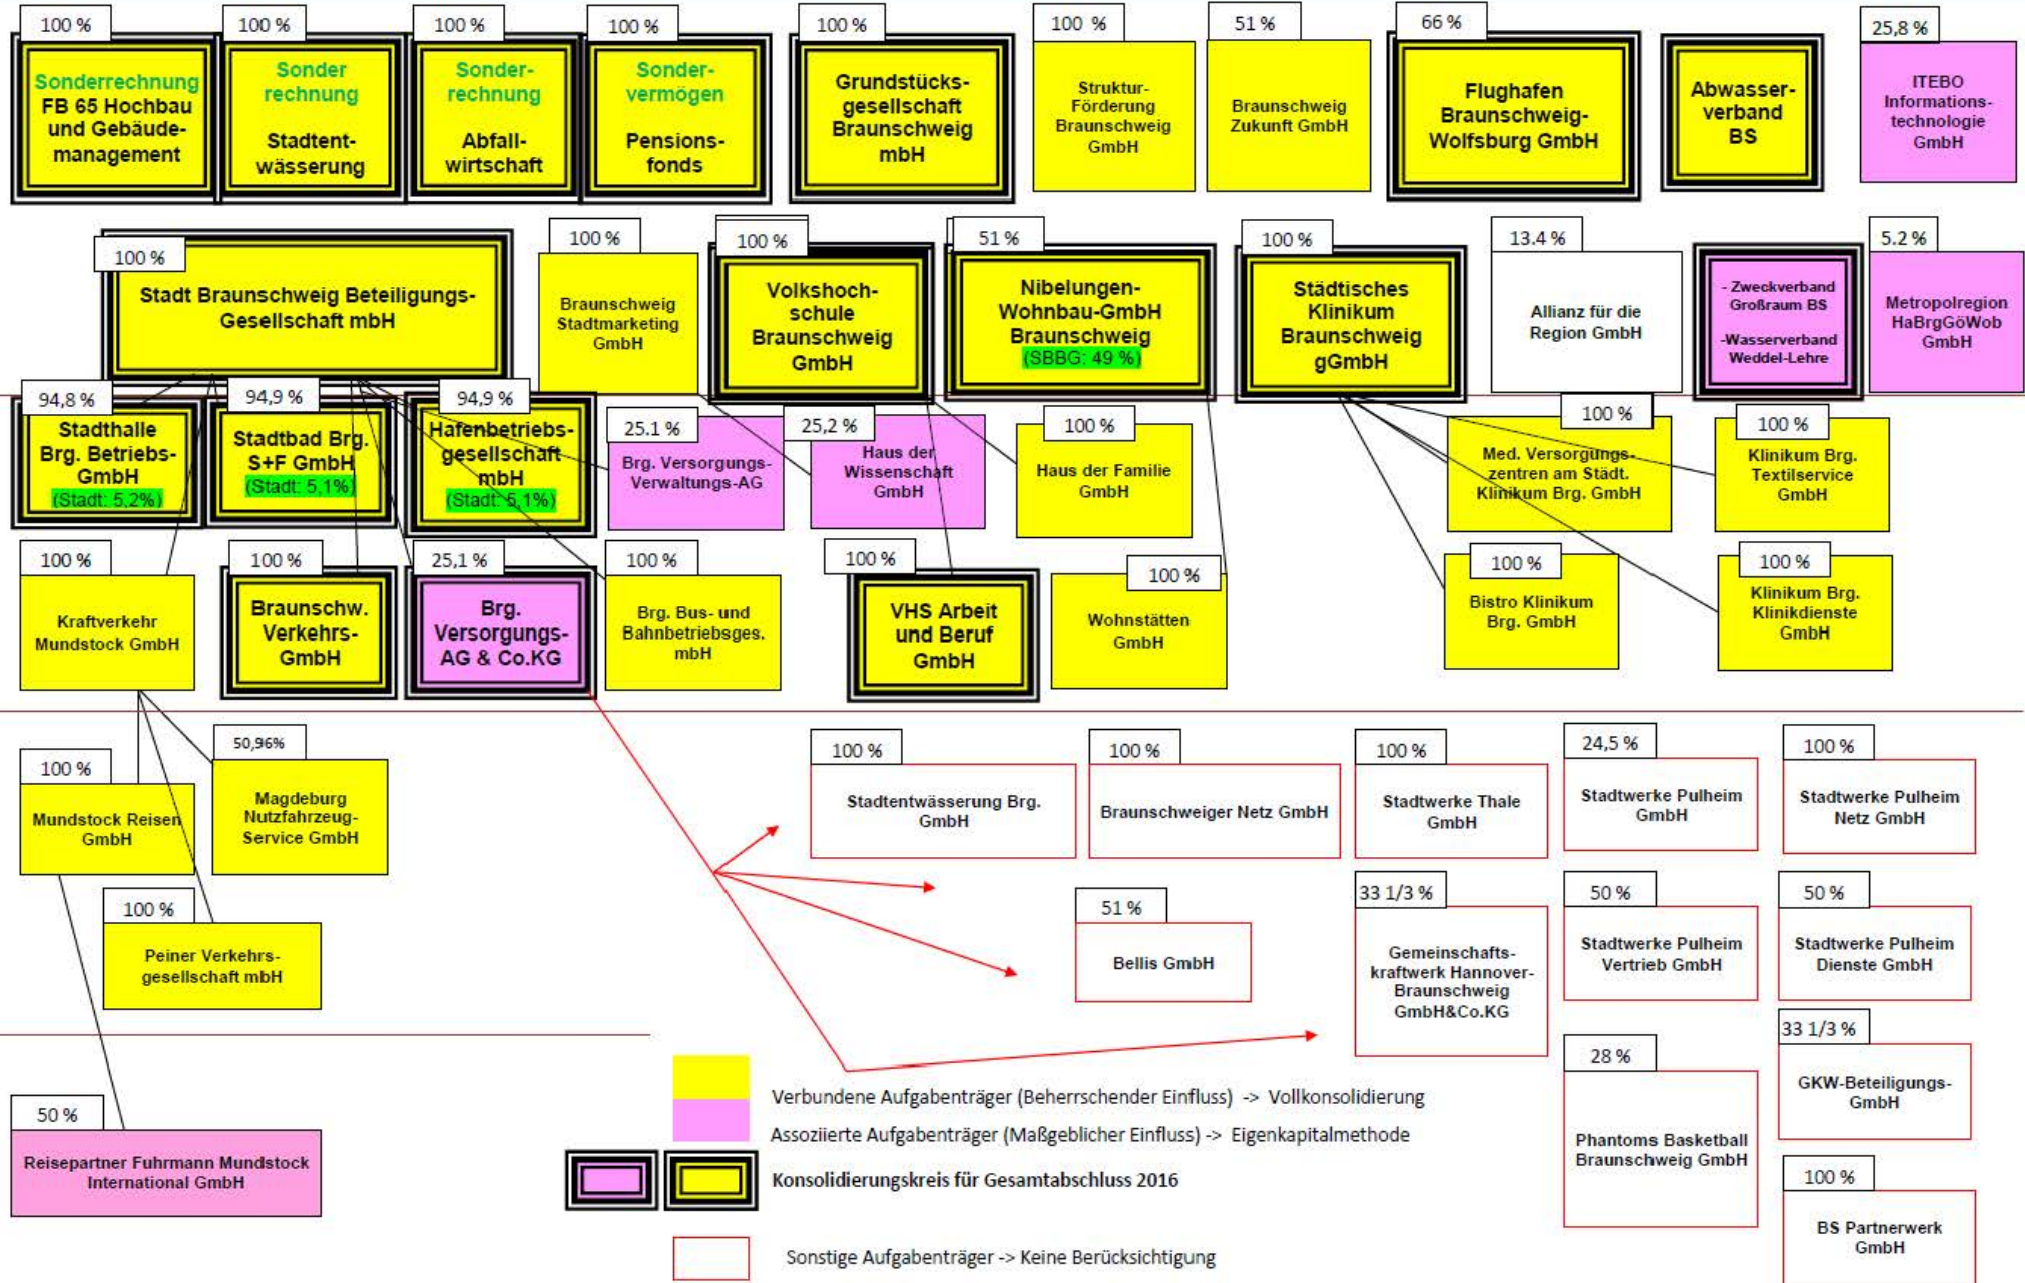 100 %
Sonderrechnung
FB 65 Hochbau
und Gebäude-
management
100 %
Sonder
rechnung
Stadtent-
wässerung
100 %
Sonder-
rechnung
Abfall-
wirtschaft
100 %
Sonder-
vermögen
Pensions-
fonds
100 %
Grundstücks-
gesellschaft
Braunschweig
mbH
100 %
Struktur-
Förderung
Braunschweig
GmbH
51 %
Braunschweig
Zukunft GmbH
66 %
Flughafen
Braunschweig-
Wolfsburg GmbH
Abwasser-
verband
BS
25,8 %
ITEBO
Informations-
technologie
GmbH
100 %
Stadt Braunschweig Beteiligungs-
Gesellschaft mbH
100 %
Braunschweig
Stadtmarketing
GmbH
100 %
Volkshoch-
schule
Braunschweig
GmbH
51 %
Nibelungen-
Wohnbau-GmbH
Braunschweig
(SBBG: 49 %)
100 %
Städtisches
Klinikum
Braunschweig
gGmbH
13.4 %
Allianz für die
Region GmbH
- Zweckverband
Großraum BS
-Wasserverband
Weddel-Lehre
5.2 %
Metropolregion
HaBrgGöWob
GmbH
94,8 %
Stadthalle
Brg. Betriebs-
GmbH
(Stadt: 5,2%)
94,9 %
Stadtbad Brg.
S+F GmbH
(Stadt: 5,1%)
94,9 %
Hafenbetriebs-
gesellschaft
mbH
(Stadt: 5,1%)
25.1 %
Brg. Versorgungs-
Verwaltungs-AG
25,2 %
Haus der
Wissenschaft
GmbH
100 %
Haus der Familie
GmbH
100 %
Med. Versorgungs-
zentren am Städt.
Klinikum Brg. GmbH
100 %
Klinikum Brg.
Textilservice
GmbH
100 %
Kraftverkehr
Mundstock GmbH
100 %
Braunschw.
Verkehrs-
GmbH
25,1 %
Brg.
Versorgungs-
AG & Co.KG
100 %
Brg. Bus- und
Bahnbetriebsges.
mbH
100 %
VHS Arbeit
und Beruf
GmbH
100 %
Wohnstätten
GmbH
100 %
Bistro Klinikum
Brg. GmbH
100 %
Klinikum Brg.
Klinikdienste
GmbH
100 %
Mundstock Reisen
GmbH
50,96%
Magdeburg
Nutzfahrzeug-
Service GmbH
100 %
Stadtentwässerung Brg.
GmbH
100 %
Braunschweiger Netz GmbH
100 %
Stadtwerke Thale
GmbH
24,5 %
Stadtwerke Pulheim
GmbH
100 %
Stadtwerke Pulheim
Netz GmbH
100 %
Peiner Verkehrs-
gesellschaft mbH
51 %
Bellis GmbH
33 1/3 %
Gemeinschafts-
kraftwerk Hannover-
Braunschweig
GmbH&Co.KG
50 %
Stadtwerke Pulheim
Vertrieb GmbH
50 %
Stadtwerke Pulheim
Dienste GmbH
28 %
Phantoms Basketball
Braunschweig GmbH
33 1/3 %
GKW-Beteiligungs-
GmbH
100 %
BS Partnerwerk
GmbH
50 %
Reisepartner Fuhrmann Mundstock
International GmbH
Verbundene Aufgabenträger (Beherrschender Einfluss) -> Vollkonsolidierung
Assoziierte Aufgabenträger (Maßgeblicher Einfluss) -> Eigenkapitalmethode
Konsolidierungskreis für Gesamtabschluss 2016
Sonstige Aufgabenträger -> Keine Berücksichtigung